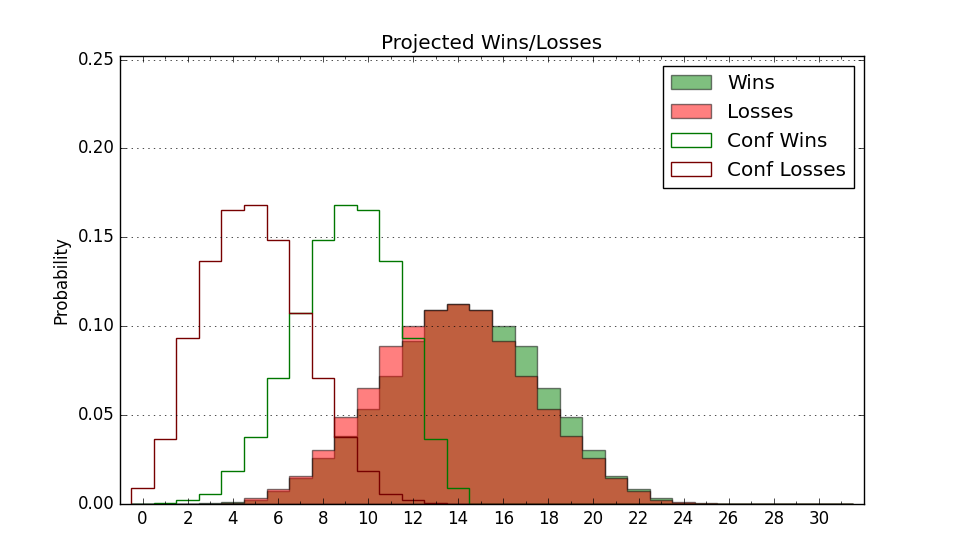 Projected Wins/Losses
0.25
0.20
0.15
0.10
0.05
0.00
Probability
Wins
Losses
Conf Wins
Conf Losses
0 2 4 6 8 10 12 14 16 18 20 22 24 26 28 30